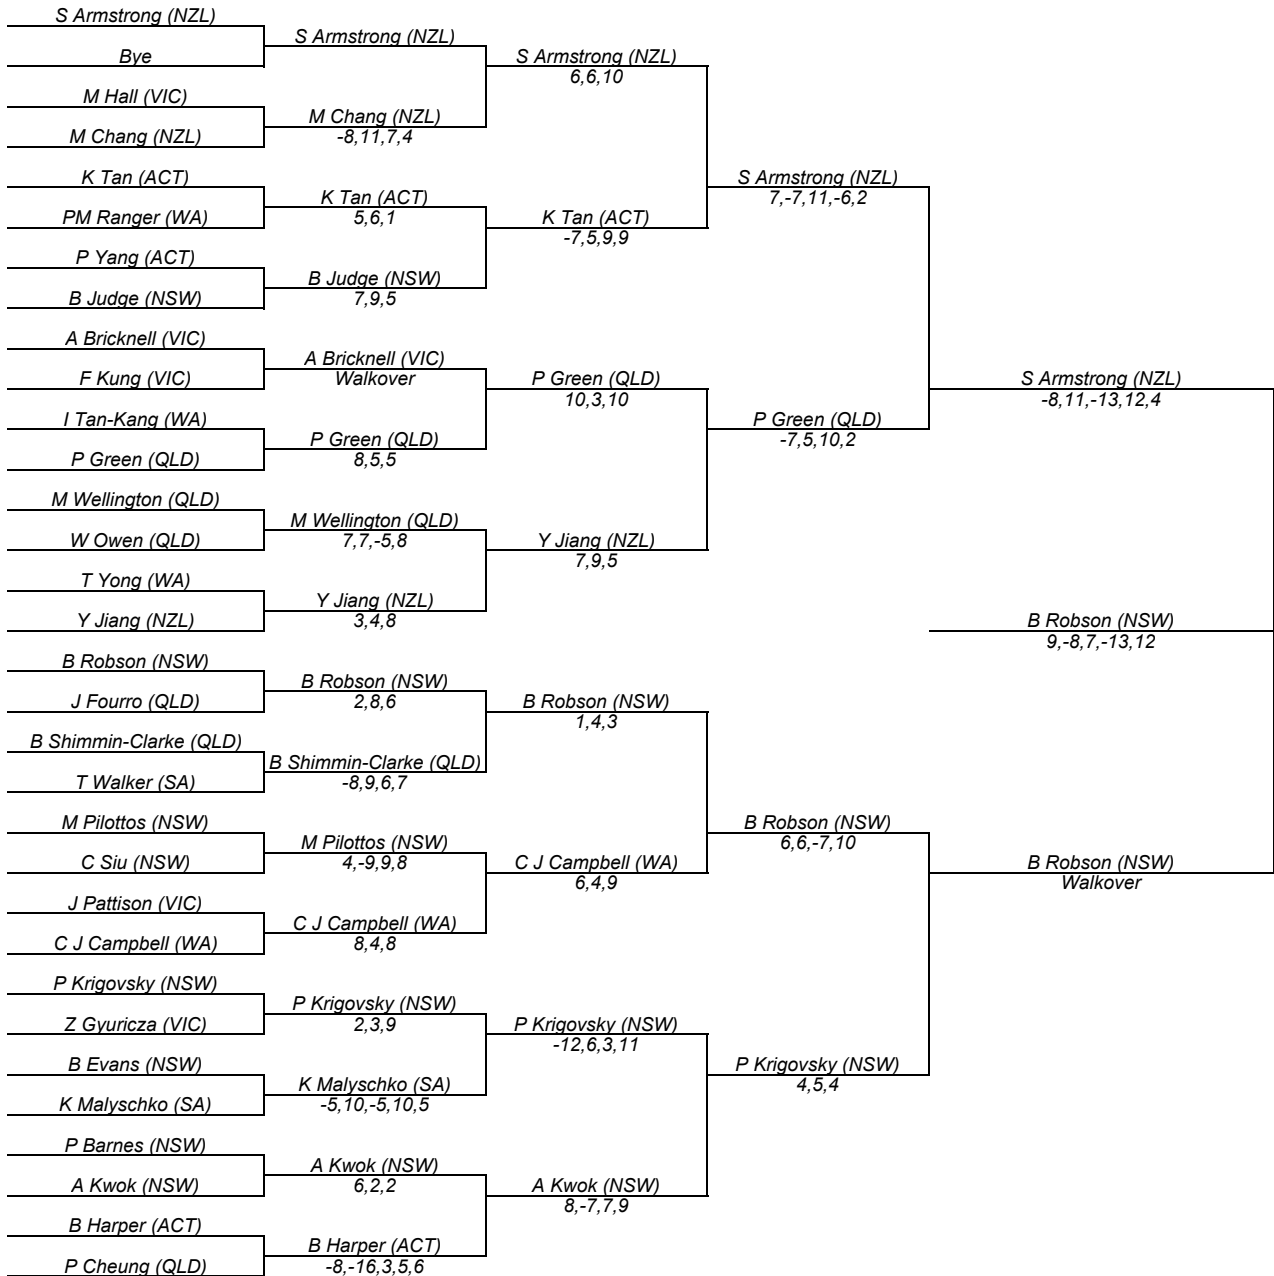 S Armstrong (NZL)
Bye
M Hall (VIC)
M Chang (NZL)
K Tan (ACT)
PM Ranger (WA)
P Yang (ACT)
B Judge (NSW)
A Bricknell (VIC)
F Kung (VIC)
I Tan-Kang (WA)
P Green (QLD)
M Wellington (QLD)
W Owen (QLD)
T Yong (WA)
Y Jiang (NZL)
B Robson (NSW)
J Fourro (QLD)
B Shimmin-Clarke (QLD)
T Walker (SA)
M Pilottos (NSW)
C Siu (NSW)
J Pattison (VIC)
C J Campbell (WA)
P Krigovsky (NSW)
Z Gyuricza (VIC)
B Evans (NSW)
K Malyschko (SA)
P Barnes (NSW)
A Kwok (NSW)
B Harper (ACT)
P Cheung (QLD)
S Armstrong (NZL)
M Chang (NZL)
-8,11,7,4
K Tan (ACT)
5,6,1
B Judge (NSW)
7,9,5
A Bricknell (VIC)
Walkover
P Green (QLD)
8,5,5
M Wellington (QLD)
7,7,-5,8
Y Jiang (NZL)
3,4,8
B Robson (NSW)
2,8,6
B Shimmin-Clarke (QLD)
-8,9,6,7
M Pilottos (NSW)
4,-9,9,8
C J Campbell (WA)
8,4,8
P Krigovsky (NSW)
2,3,9
K Malyschko (SA)
-5,10,-5,10,5
A Kwok (NSW)
6,2,2
B Harper (ACT)
-8,-16,3,5,6
S Armstrong (NZL)
6,6,10
K Tan (ACT)
-7,5,9,9
P Green (QLD)
10,3,10
Y Jiang (NZL)
7,9,5
B Robson (NSW)
1,4,3
C J Campbell (WA)
6,4,9
P Krigovsky (NSW)
-12,6,3,11
A Kwok (NSW)
8,-7,7,9
S Armstrong (NZL)
7,-7,11,-6,2
P Green (QLD)
-7,5,10,2
B Robson (NSW)
6,6,-7,10
P Krigovsky (NSW)
4,5,4
S Armstrong (NZL)
-8,11,-13,12,4
B Robson (NSW)
9,-8,7,-13,12
B Robson (NSW)
Walkover